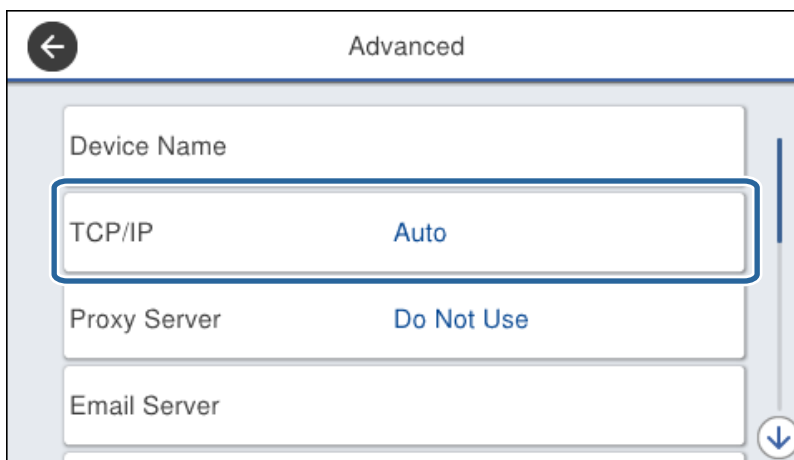 Advanced
Device Name
TCP/IP Auto
Proxy Server Do Not Use
Email Server